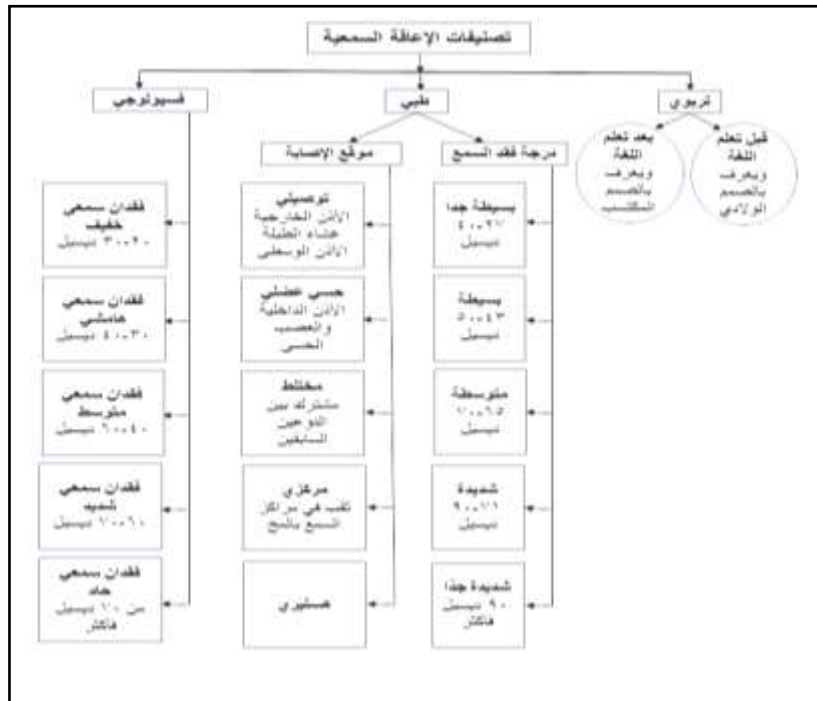 تصنيفات الإعاقة السمعية
تربوي
قبل تعلم
اللغة
ويعرف
بالصمم
الولادي
بعد تعلم
اللغة
ويعرف
بالصمم
المكتسب
طبي
درجة فقد السمع
بسيطة جدا
٢٧-٤٠
ديسبل
بسيطة
٤٣-٥٠
ديسبل
متوسطة
٦٥-٧٠
ديسبل
شديدة
٧١-٩٠
ديسبل
شديدة جدا
٩٠ ديسبل
فأكثر
موقع الإصابة
توصيلي
الأذن الخارجية
غشاء الطبلة
الأذن الوسطى
حسي عضلي
الأذن الداخلية
والعصب
الحسي
مختلط
مشترك بين
النوعين
السابقين
مركزي
في مراكز
السمع بالمخ
هستيري
فسيولوجي
فقدان سمعي
خفيف
٢٠-٣٠ ديسبل
فقدان سمعي
هامشي
٣٠-٤٠ ديسبل
فقدان سمعي
متوسط
٤٠-٦٠ ديسبل
فقدان سمعي
شديد
٦٠-٧٠ ديسبل
فقدان سمعي
حاد
من ٧٠ ديسبل
فأكثر